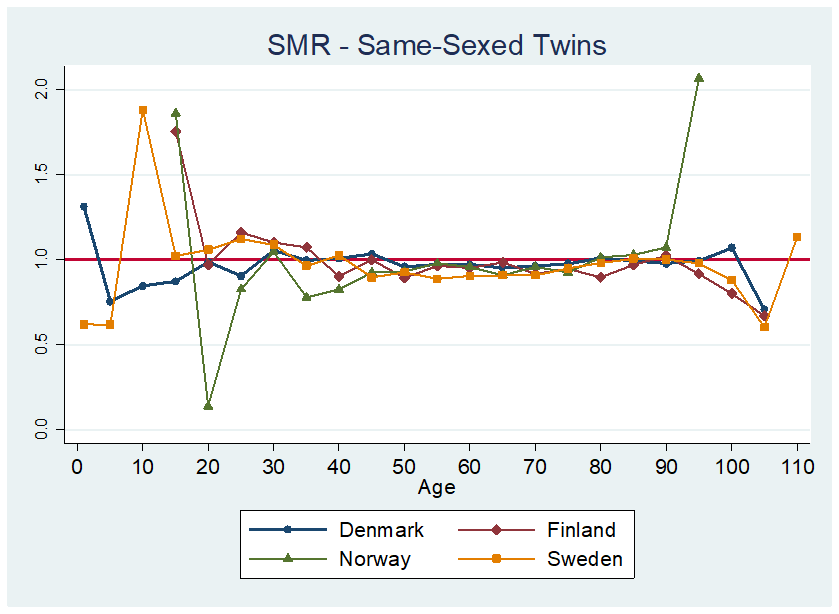 SMR - Same-Sexed Twins
2.0
1.5
1.0
0.5
0.0
0 10 20 30 40 50 60 70 80 90 100 110
Age
Denmark Finland
Norway Sweden